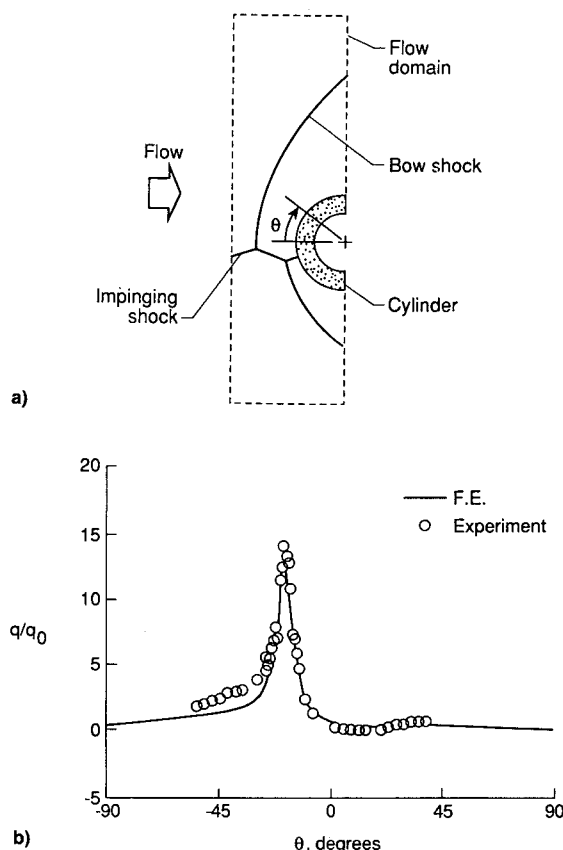 Flow
domain
Bow shock
Flow
θ
Impinging
shock
Cylinder
a)
20
15
10
5
0
-5
q/q0
F.E.
Experiment
-90
-45
0
45
90
θ, degrees
b)